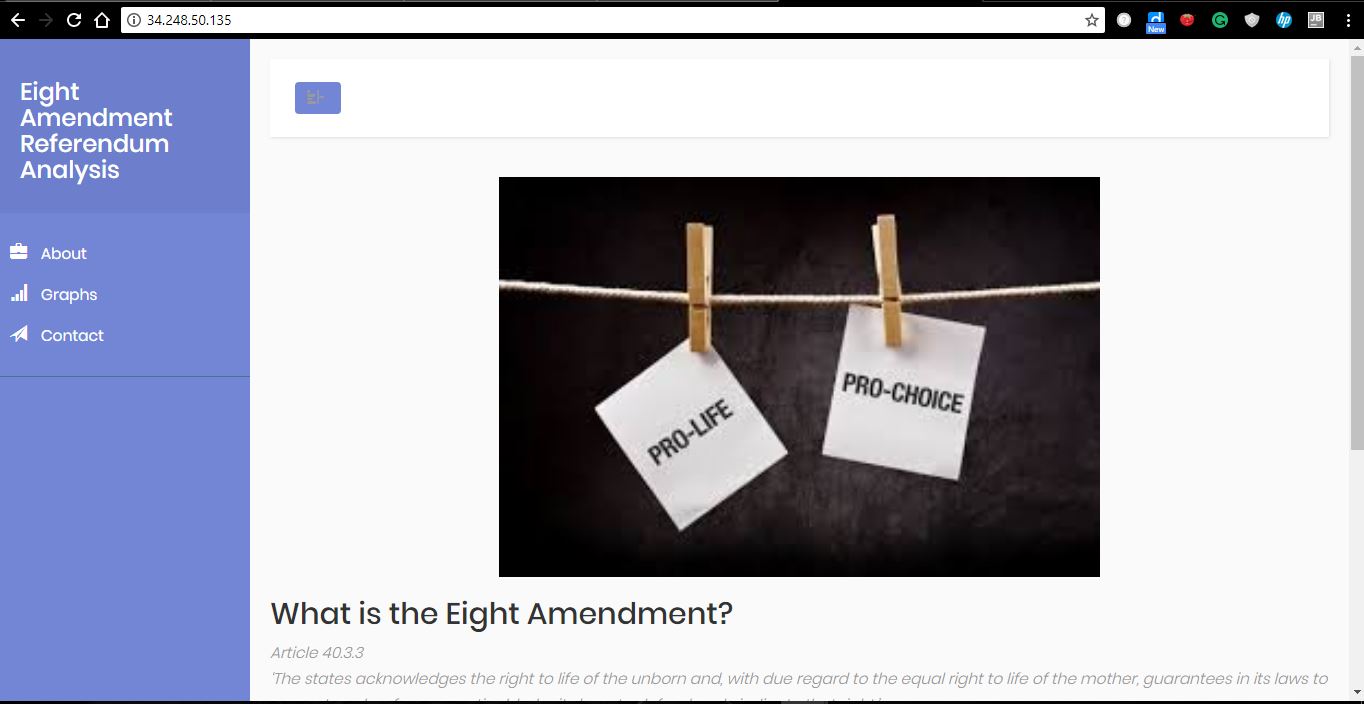 34.248.50.135
New
hp
JB
Eight
Amendment
Referendum
Analysis
About
Graphs
Contact
PRO-LIFE
PRO-CHOICE
What is the Eight Amendment?
Article 40.3.3
'The states acknowledges the right to life of the unborn and, with due regard to the equal right to life of the mother, guarantees in its laws to